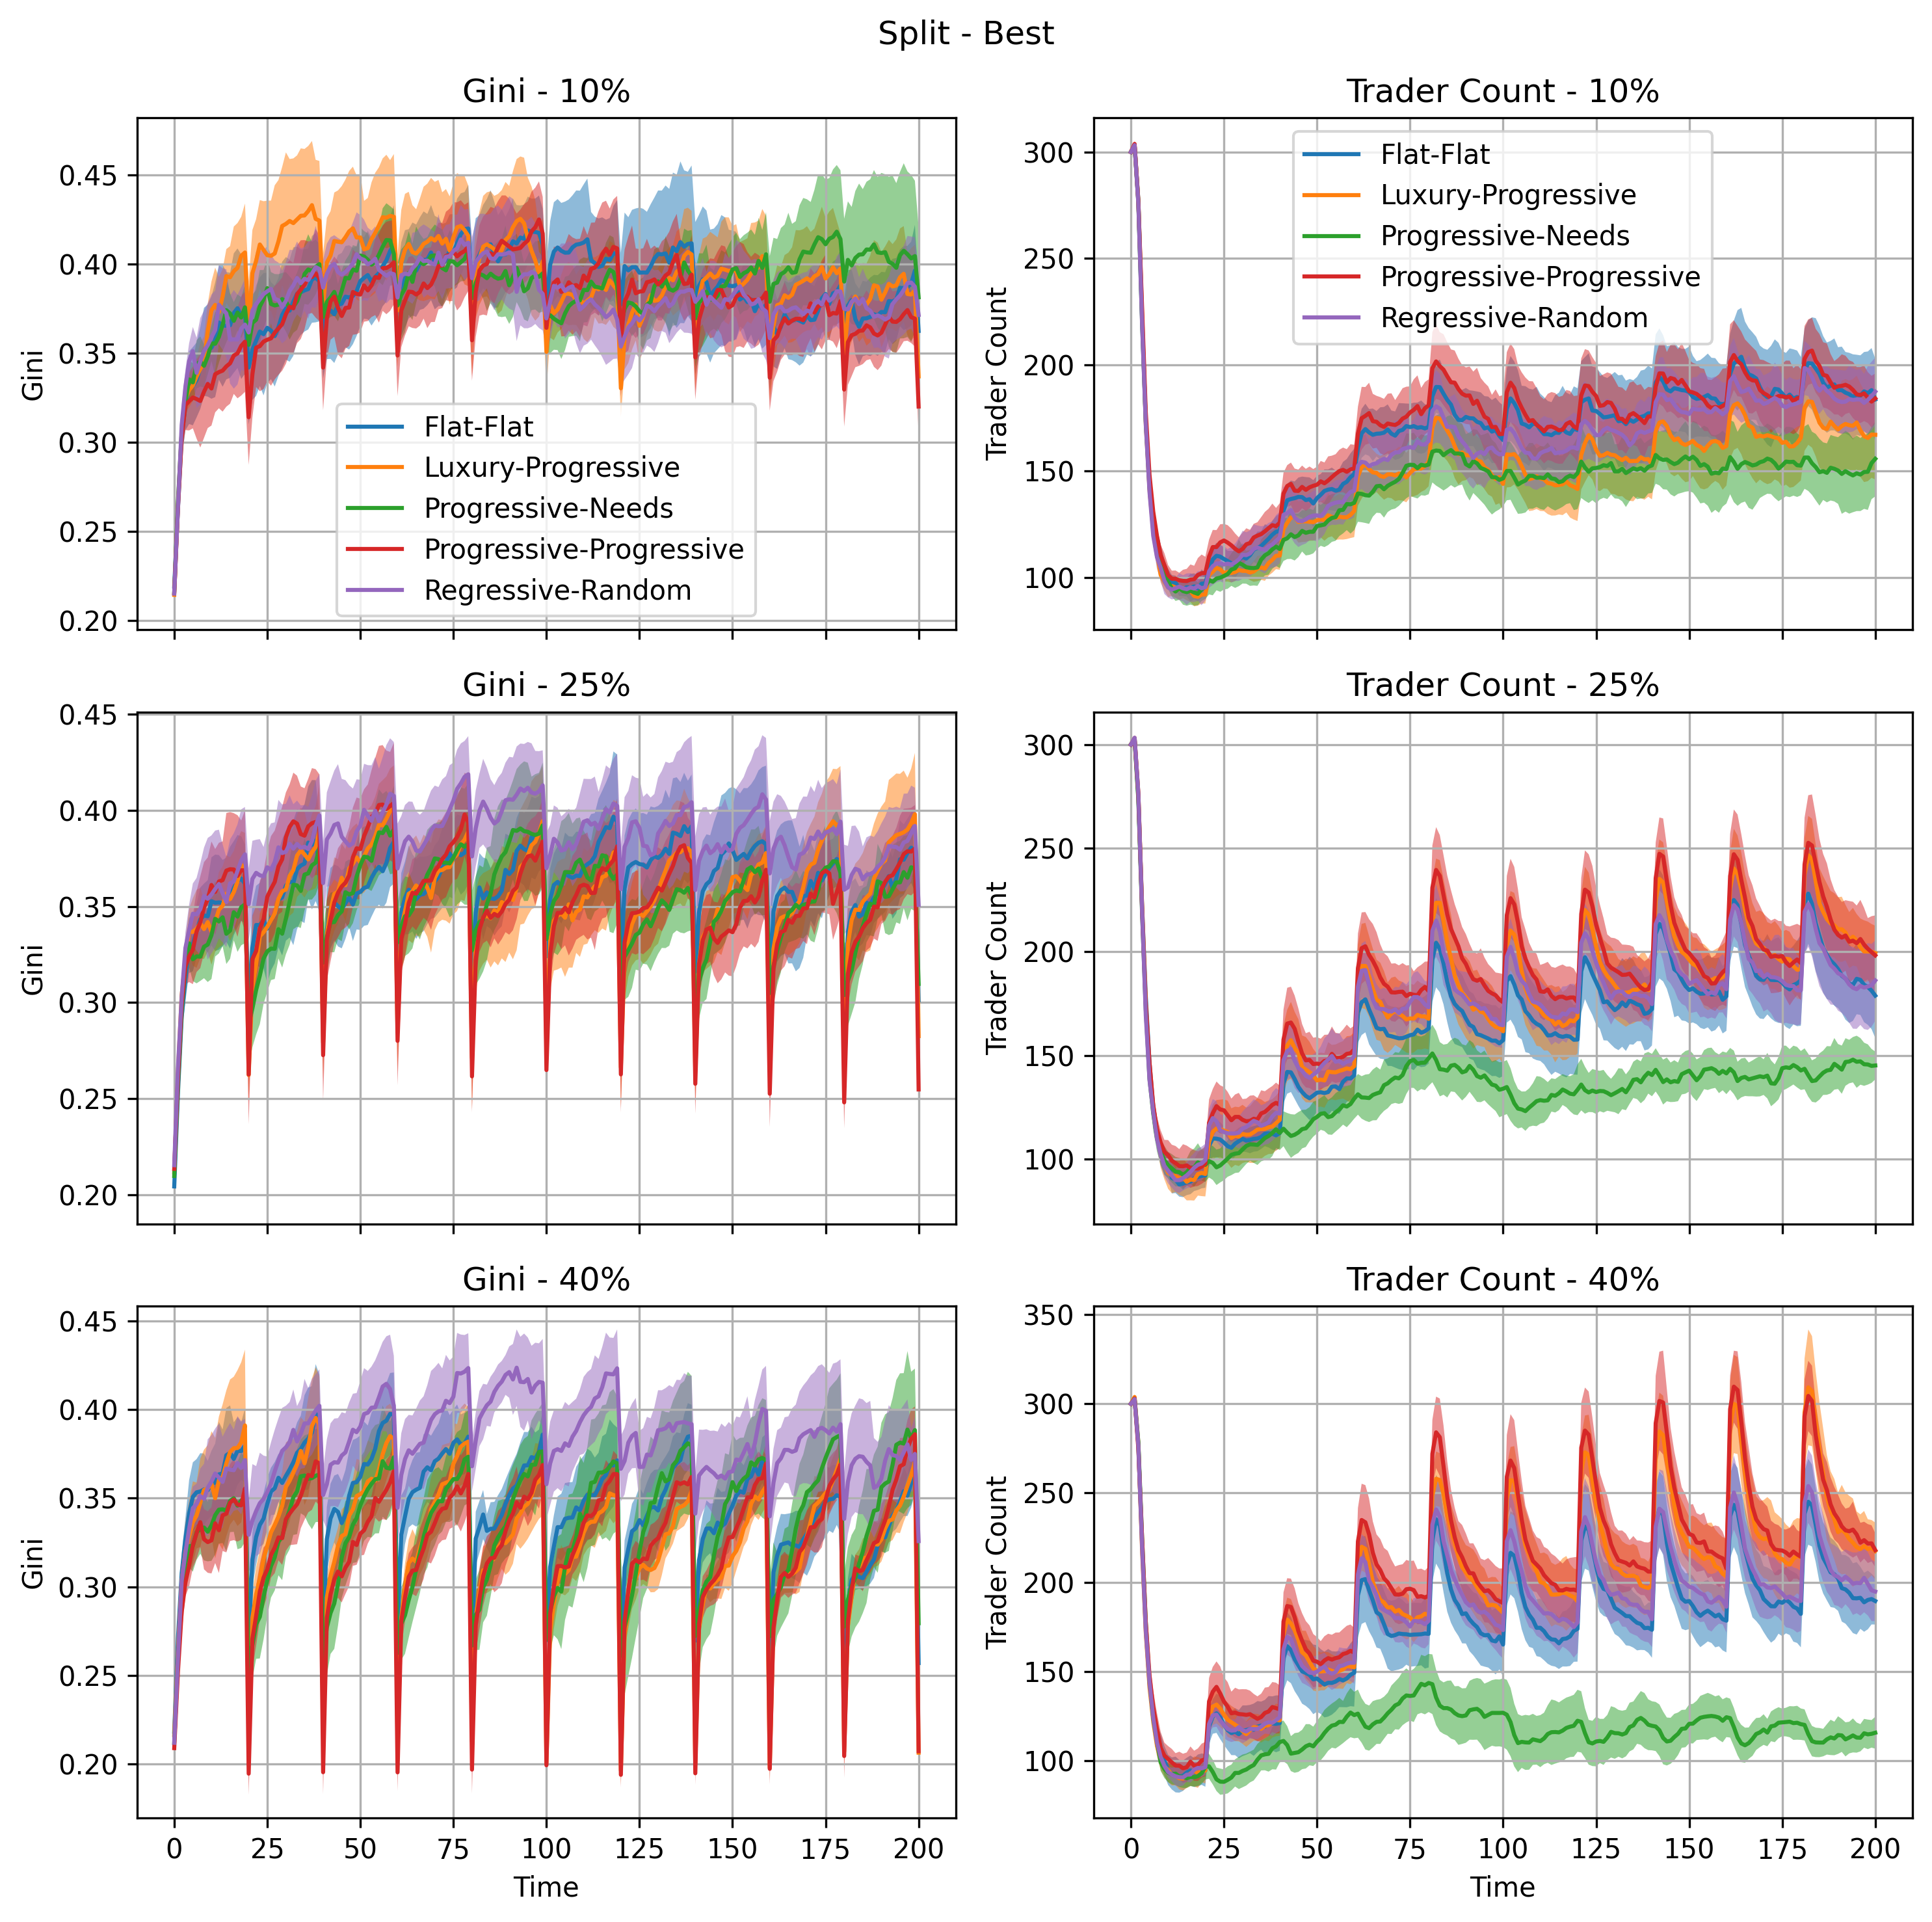 Split - Best
Gini - 10%
Gini
0.45
0.40
0.35
0.30
0.25
0.20
Flat-Flat
Luxury-Progressive
Progressive-Needs
Progressive-Progressive
Regressive-Random
Trader Count - 10%
Trader Count
300
250
200
150
100
Flat-Flat
Luxury-Progressive
Progressive-Needs
Progressive-Progressive
Regressive-Random
Gini - 25%
Gini
0.45
0.40
0.35
0.30
0.25
0.20
Trader Count - 25%
Trader Count
300
250
200
150
100
Gini - 40%
Gini
0.45
0.40
0.35
0.30
0.25
0.20
0 25 50 75 100 125 150 175 200
Time
Trader Count - 40%
Trader Count
350
300
250
200
150
100
0 25 50 75 100 125 150 175 200
Time